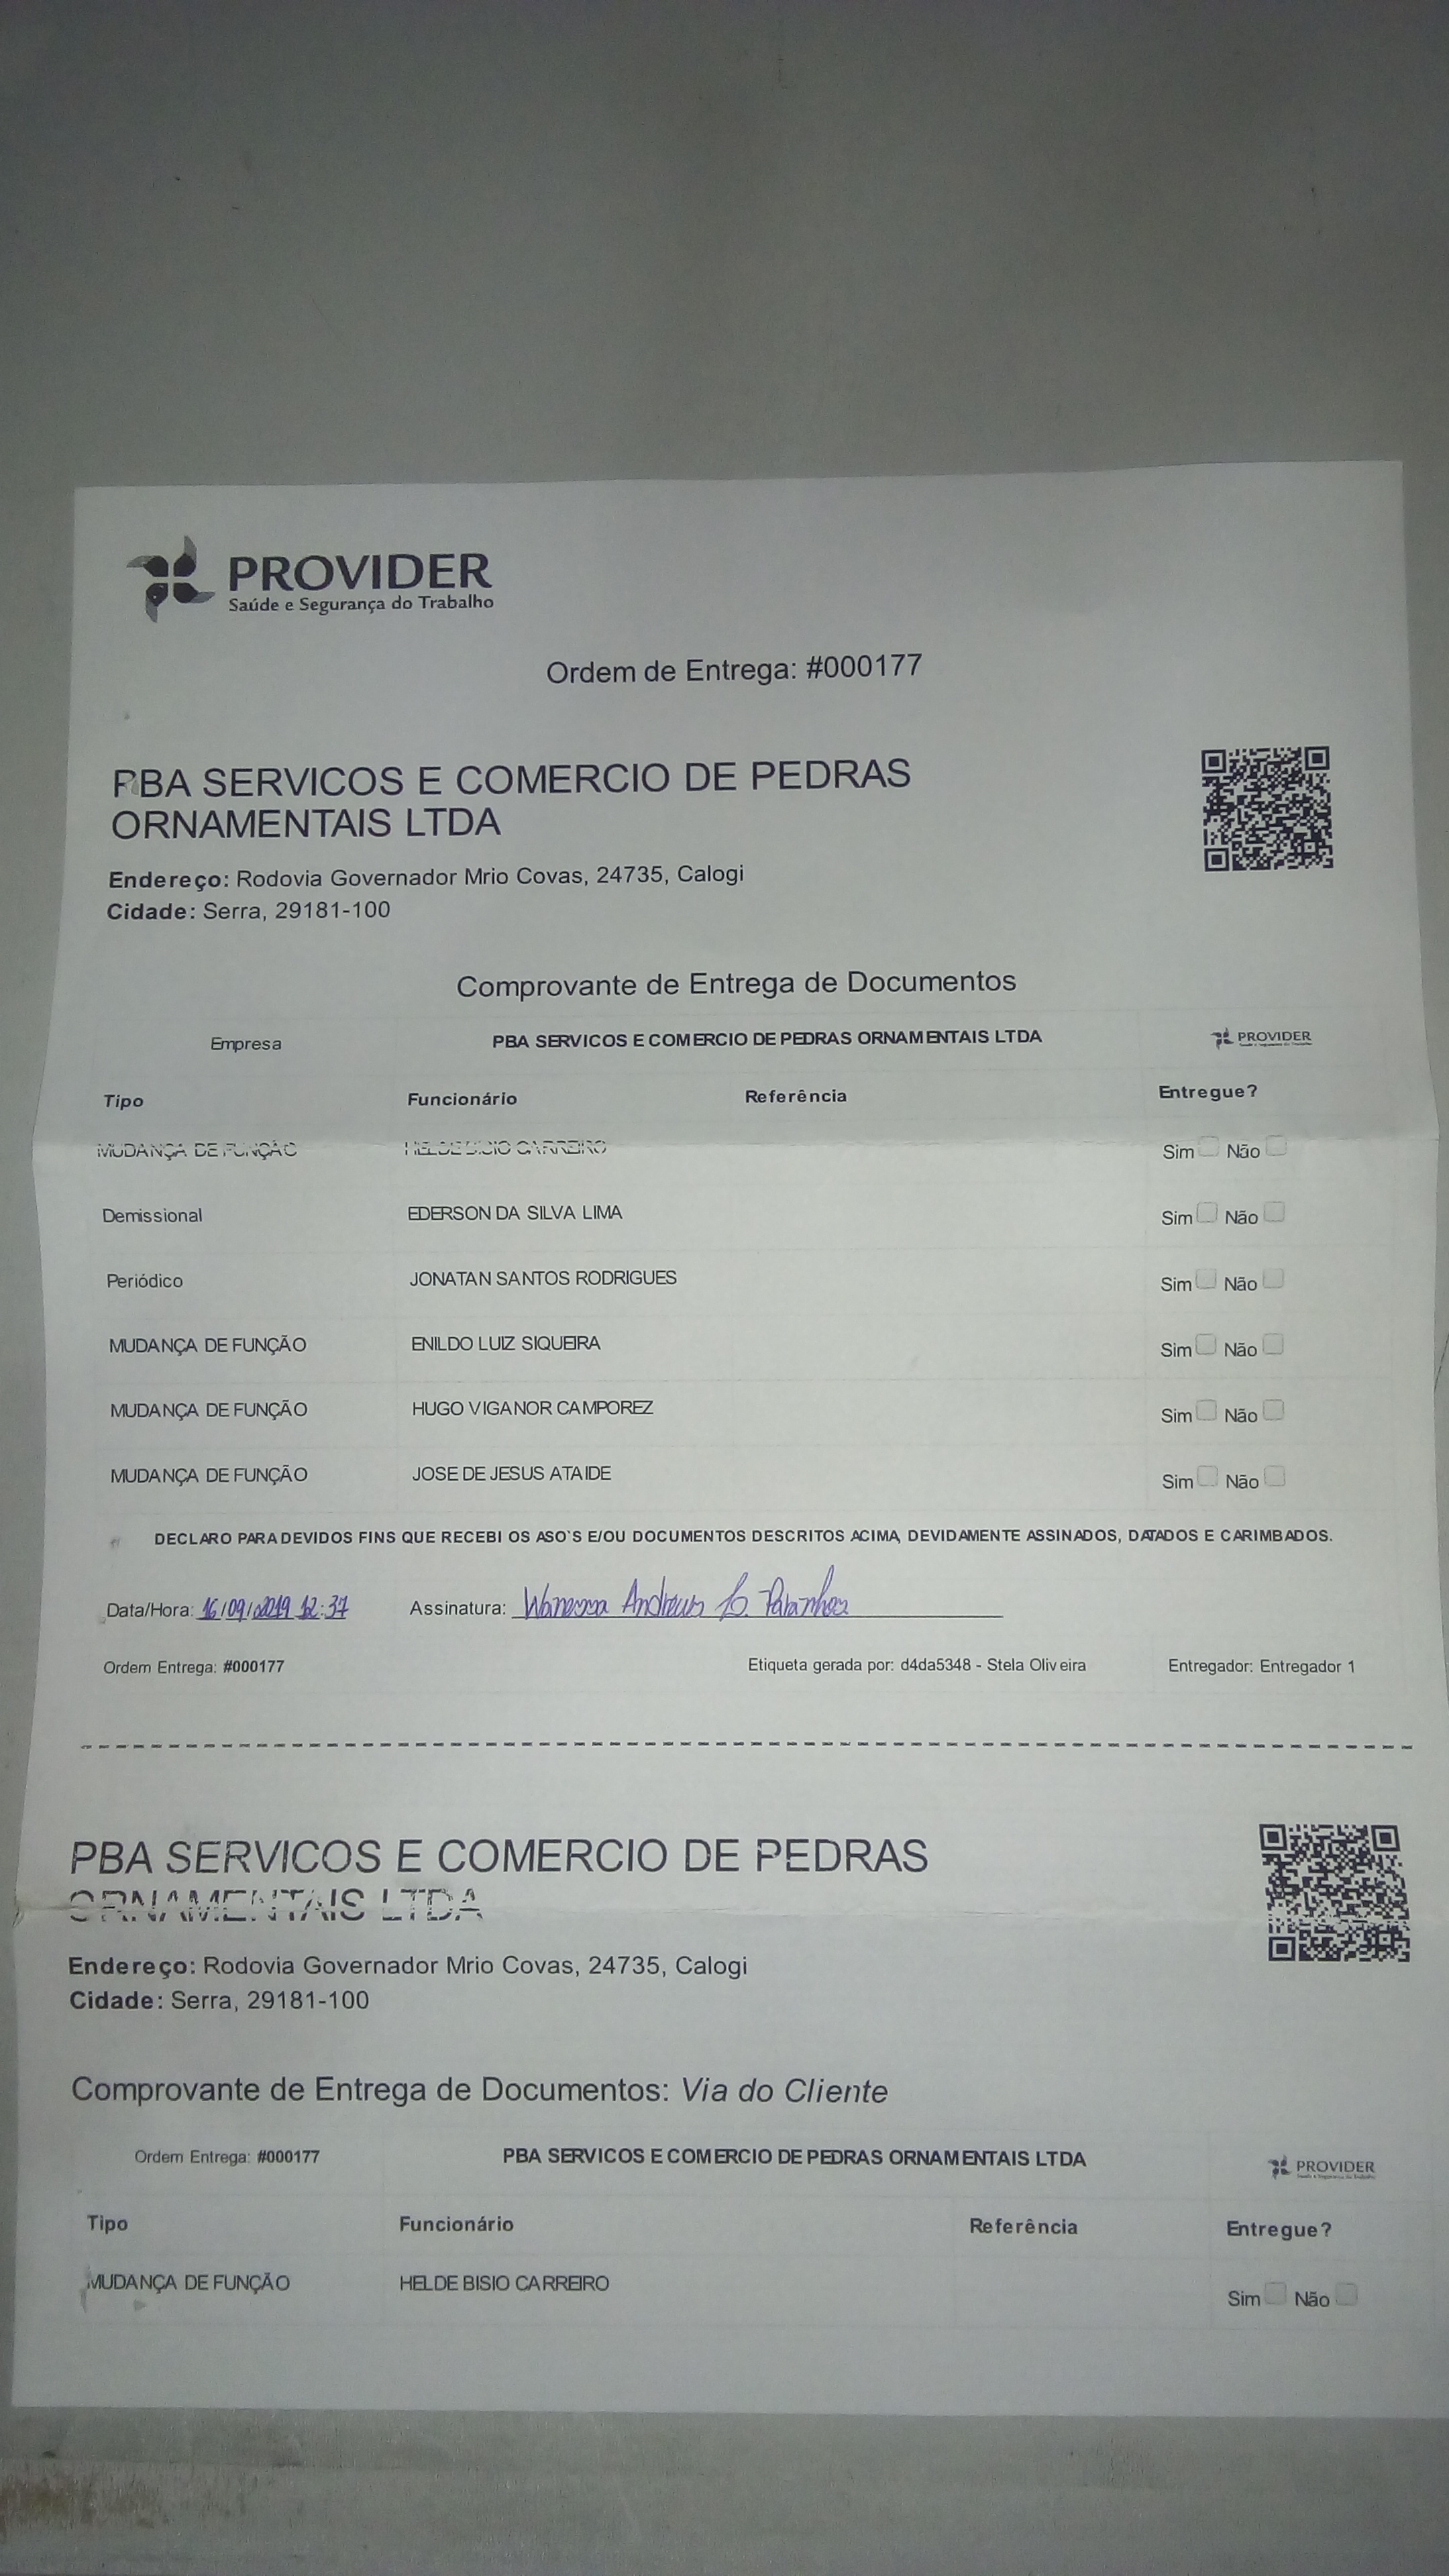 PROVIDER
Saúde e Segurança do Trabalho
Ordem de Entrega: #000177
PBA SERVICOS E COMERCIO DE PEDRAS
ORNAMENTAIS LTDA
Endereço: Rodovia Governador Mrio Covas, 24735, Calogi
Cidade: Serra, 29181-100
Comprovante de Entrega de Documentos
Empresa PBA SERVICOS E COMERCIO DE PEDRAS ORNAMENTAIS LTDA PROVIDER
Tipo Funcionário Referência Entregue?
MUDANÇA DE FUNÇÃO HELDE BISIO CARREIRO Sim Não
Demissional EDERSON DA SILVA LIMA Sim Não
Periódico JONATAN SANTOS RODRIGUES Sim Não
MUDANÇA DE FUNÇÃO ENILDO LUIZ SIQUEIRA Sim Não
MUDANÇA DE FUNÇÃO HUGO VIGANOR CAMPOREZ Sim Não
MUDANÇA DE FUNÇÃO JOSE DE JESUS ATAIDE Sim Não
DECLARO PARA DEVIDOS FINS QUE RECEBI OS ASO'S E/OU DOCUMENTOS DESCRITOS ACIMA, DEVIDAMENTE ASSINADOS, DATADOS E CARIMBADOS.
Data/Hora: 16/09/2019 12:37 Assinatura: Wanessa Paranhos
Ordem Entrega: #000177 Etiqueta gerada por: d4da5348 - Stela Oliveira Entregador: Entregador 1
PBA SERVICOS E COMERCIO DE PEDRAS
ORNAMENTAIS LTDA
Endereço: Rodovia Governador Mrio Covas, 24735, Calogi
Cidade: Serra, 29181-100
Comprovante de Entrega de Documentos: Via do Cliente
Ordem Entrega: #000177 PBA SERVICOS E COMERCIO DE PEDRAS ORNAMENTAIS LTDA PROVIDER
Tipo Funcionário Referência Entregue?
MUDANÇA DE FUNÇÃO HELDE BISIO CARREIRO Sim Não